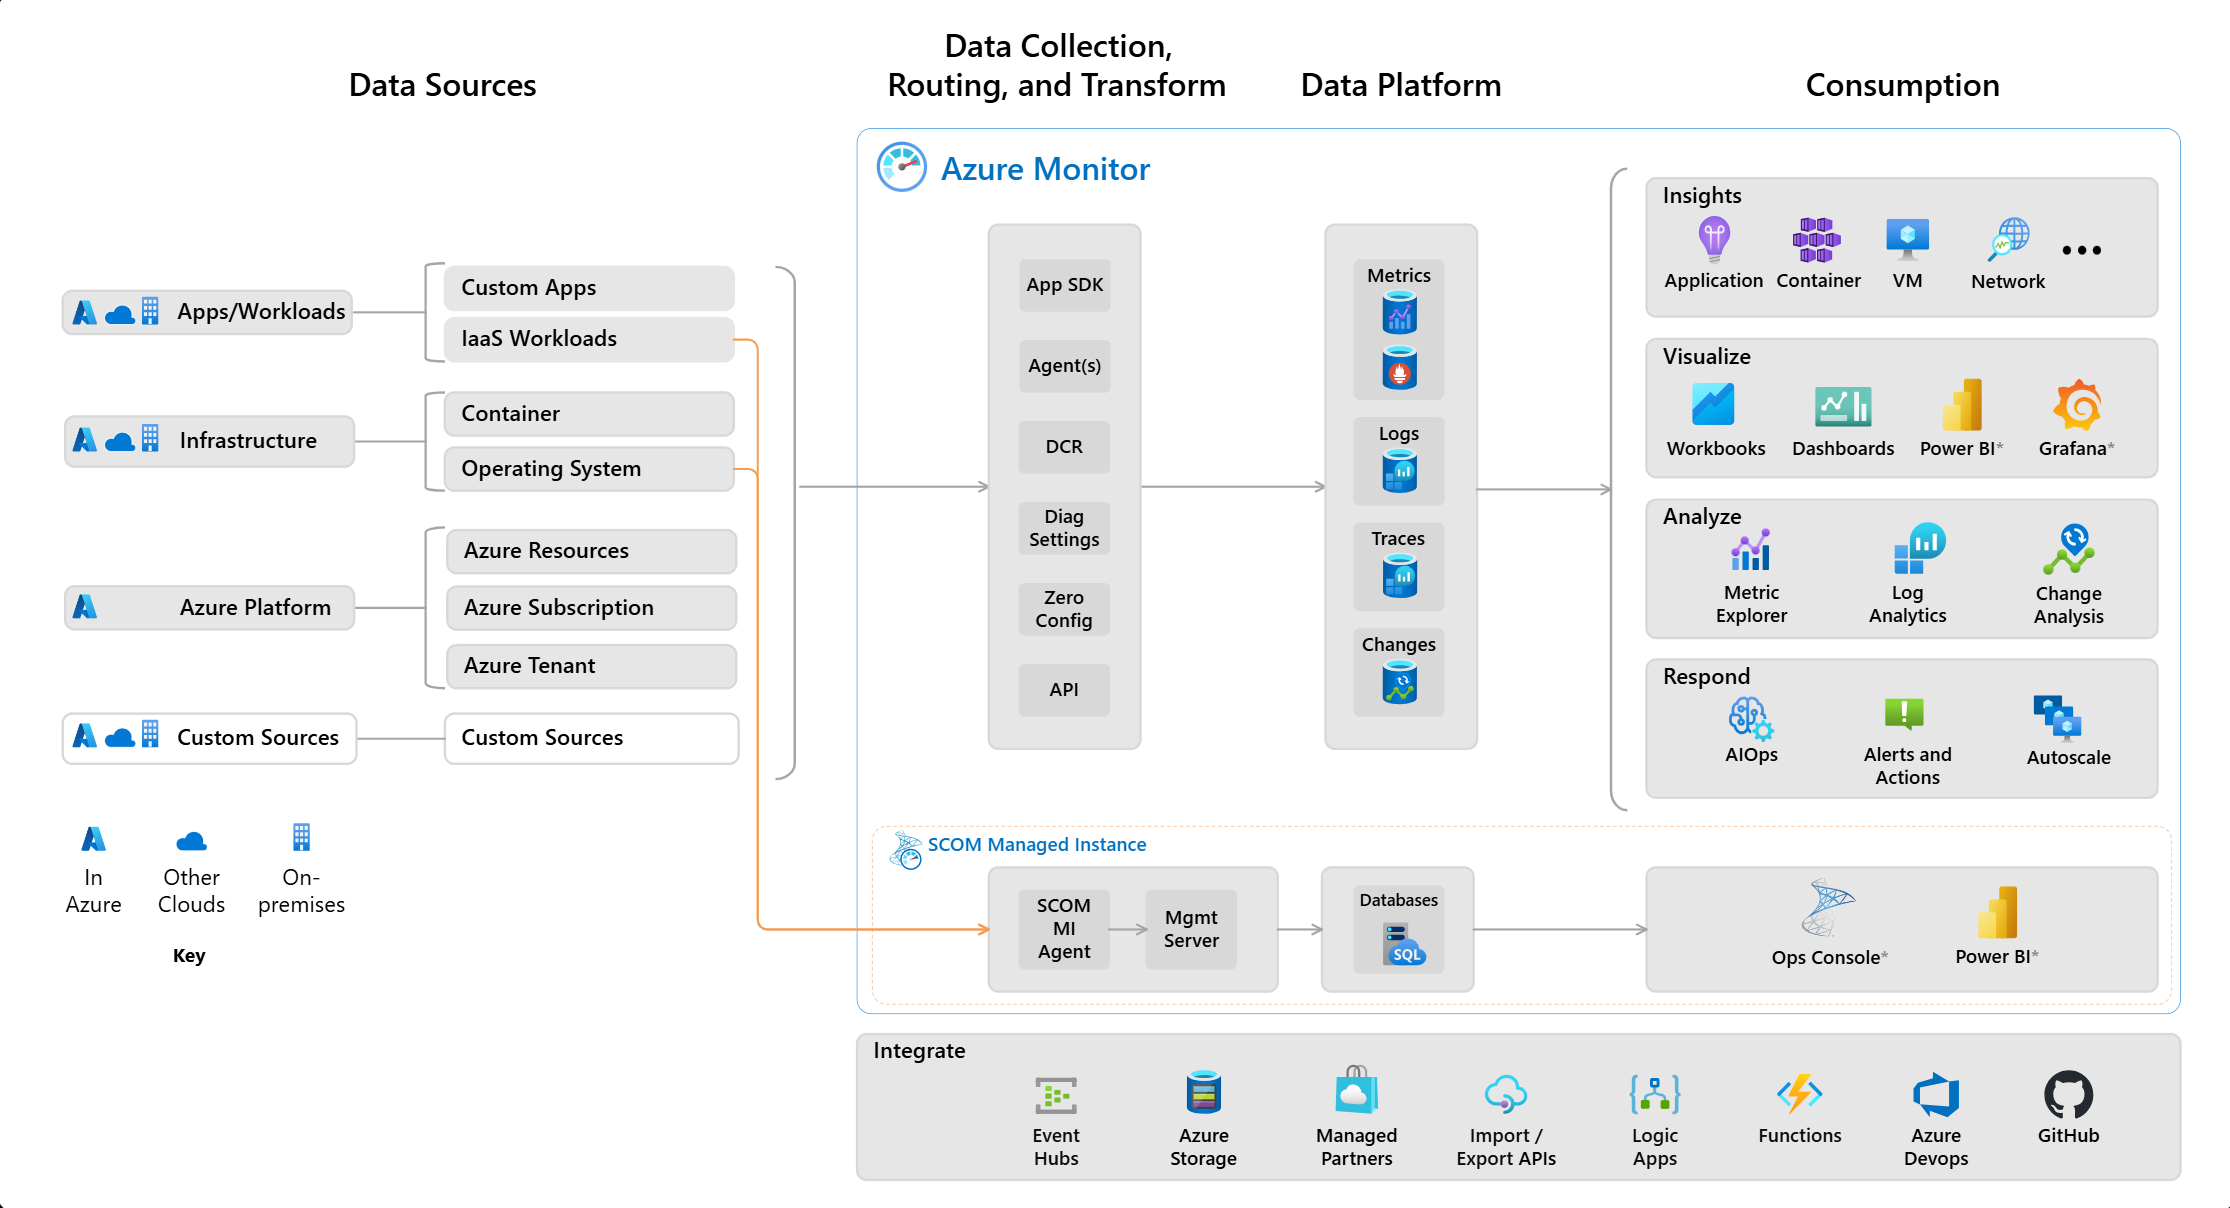 Data Sources
Data Collection,
Routing, and Transform
Data Platform
Consumption
Azure Monitor
Apps/Workloads
Custom Apps
IaaS Workloads
Infrastructure
Container
Operating System
Azure Platform
Azure Resources
Azure Subscription
Azure Tenant
Custom Sources
Custom Sources
In
Azure
Other
Clouds
On-
premises
Key
App SDK
Agent(s)
DCR
Diag
Settings
Zero
Config
API
Metrics
Logs
Traces
Changes
Insights
Application
Container
VM
Network
•••
Visualize
Workbooks
Dashboards
Power BI*
Grafana*
Analyze
Metric
Explorer
Log
Analytics
Change
Analysis
Respond
AIOps
Alerts and
Actions
Autoscale
SCOM Managed Instance
SCOM
MI
Agent
Mgmt
Server
Databases
SQL
Ops Console*
Power BI*
Integrate
Event
Hubs
Azure
Storage
Managed
Partners
Import /
Export APIs
Logic
Apps
Functions
Azure
Devops
GitHub